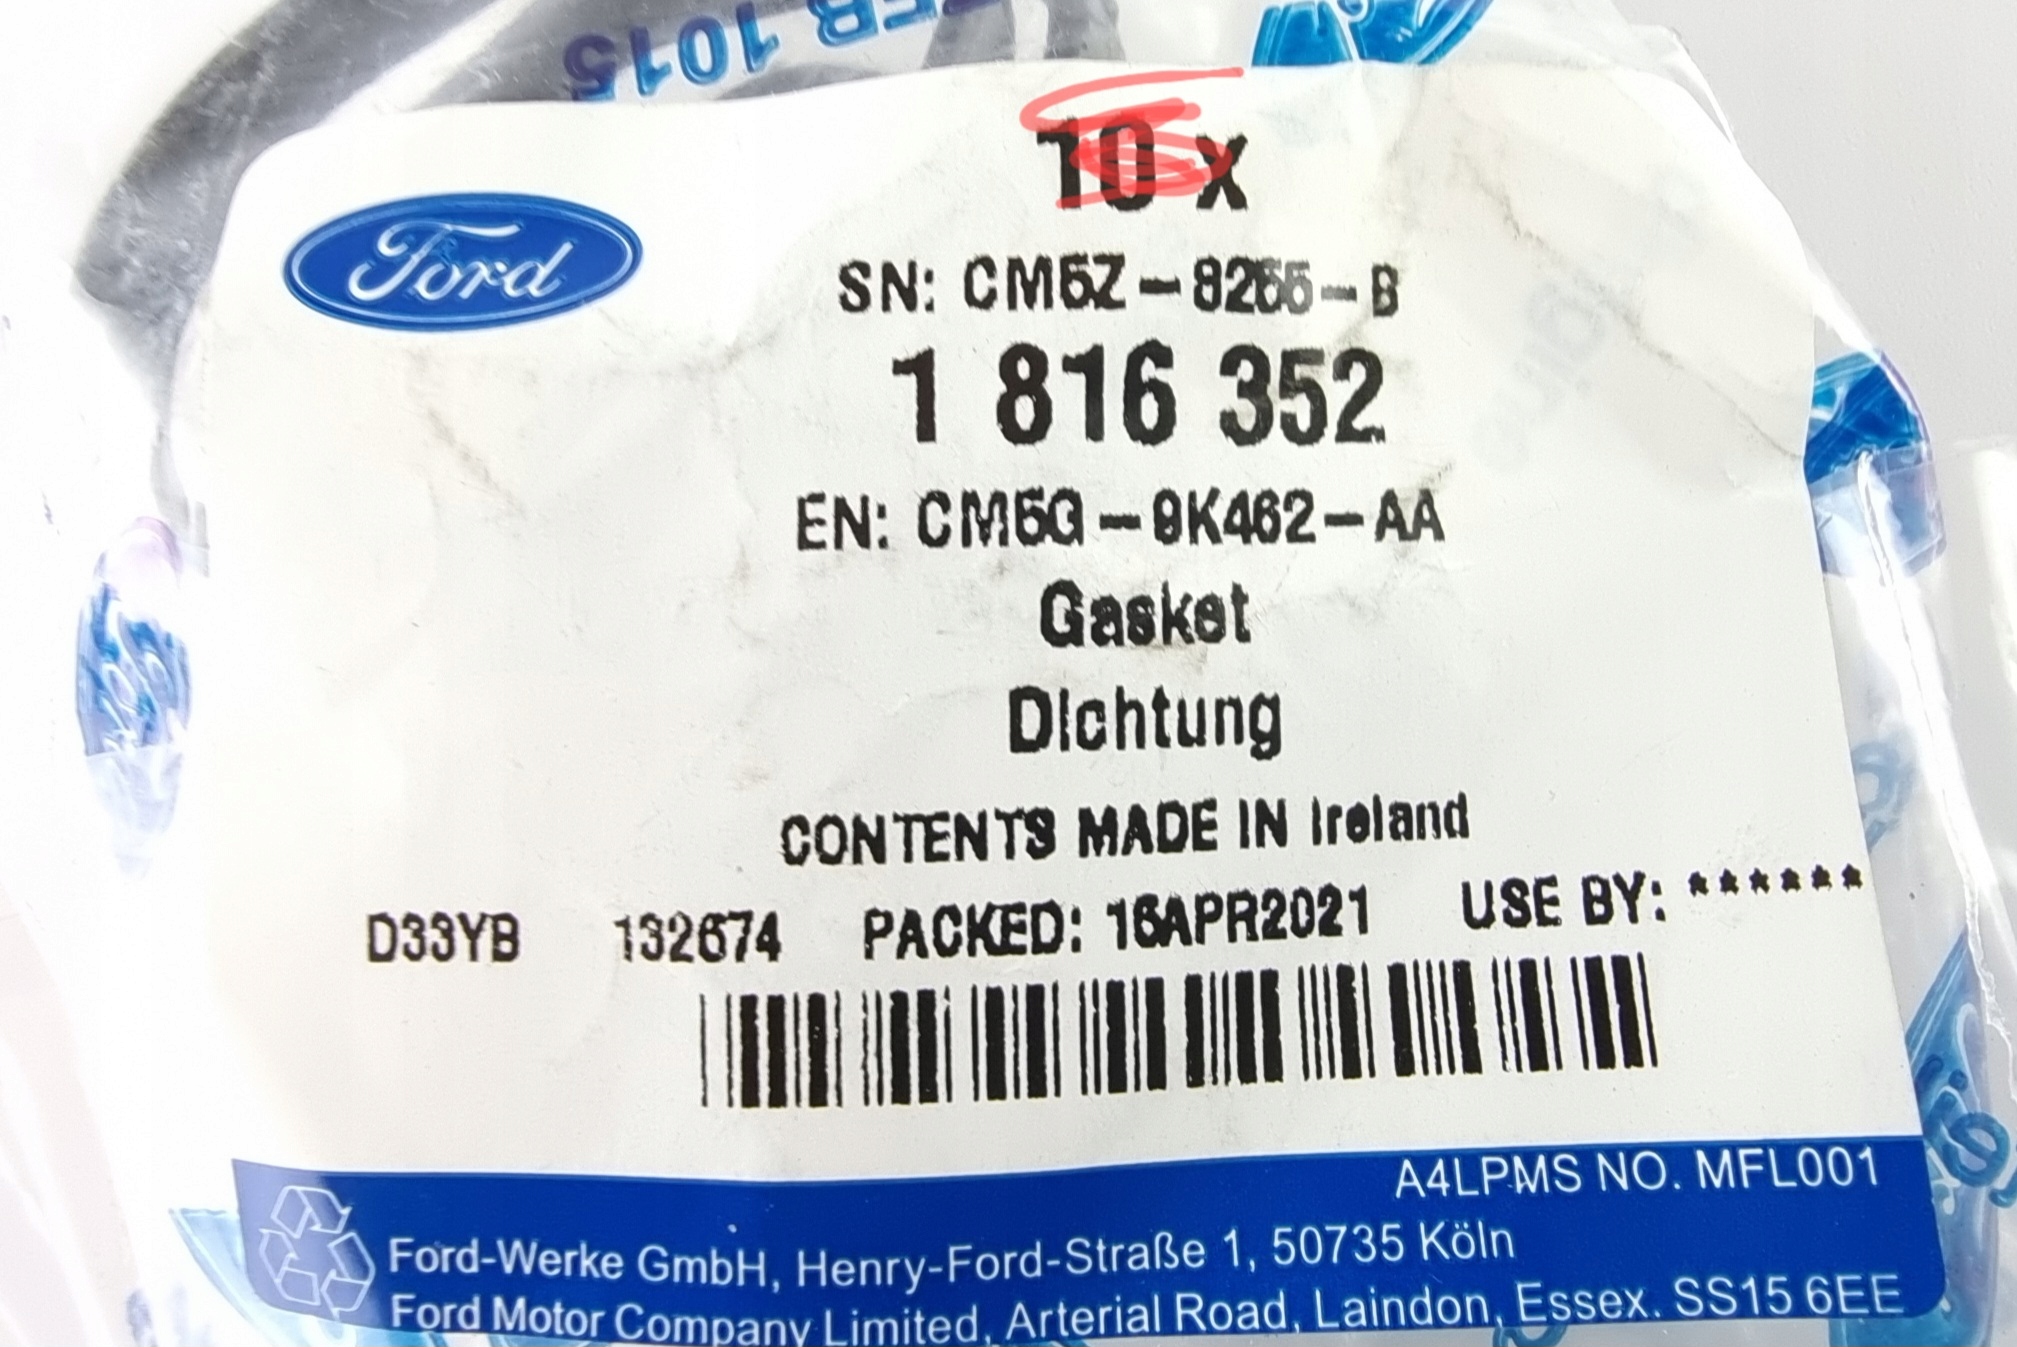 1015
10 x
Ford
SN: CM5Z-8255-B
1 816 352
EN: CM5G-9K462-AA
Gasket
Dichtung
CONTENTS MADE IN Ireland
D33YB 132674 PACKED: 16APR2021 USE BY: ******
A4LPMS NO. MFL001
Ford-Werke GmbH, Henry-Ford-Straße 1, 50735 Köln
Ford Motor Company Limited, Arterial Road, Laindon, Essex. SS15 6EE